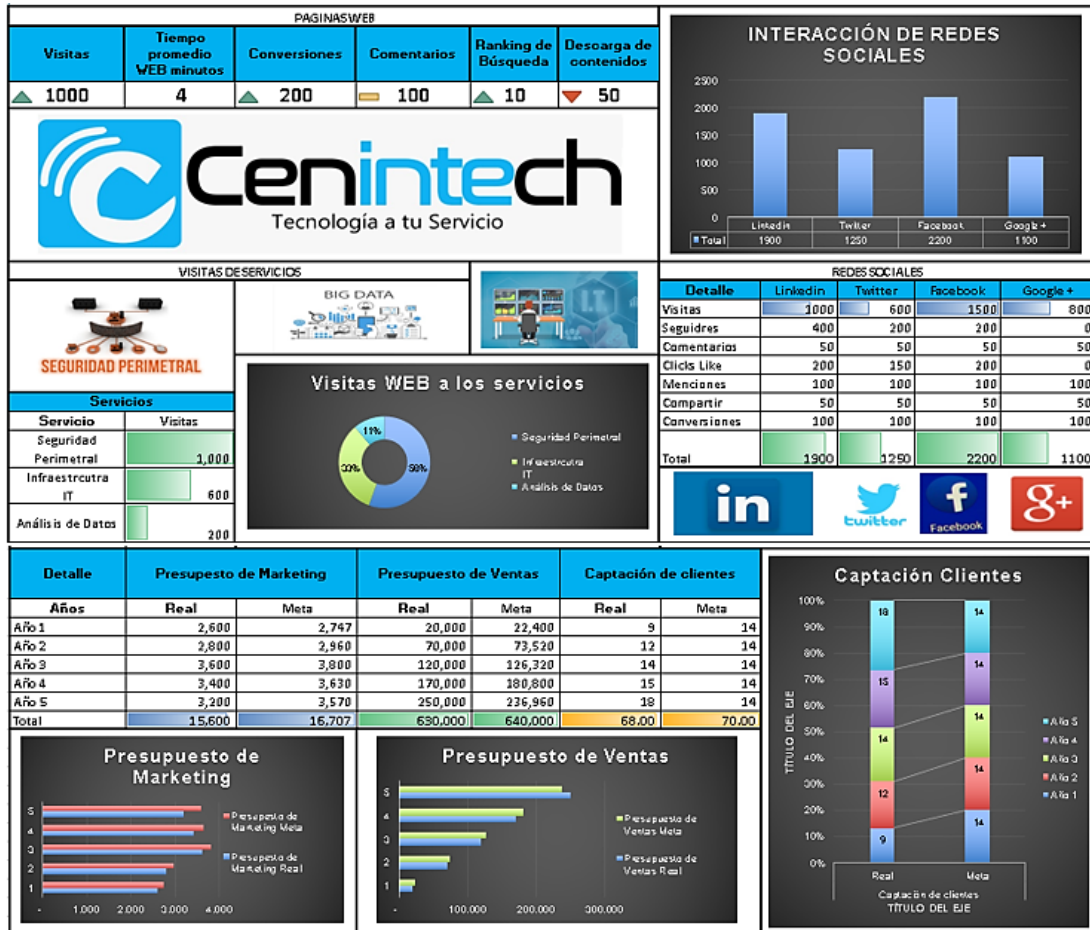 PAGINAS WEB
Visitas Tiempo promedio WEB minutos Conversiones Comentarios Ranking de Búsqueda Descarga de contenidos
1000 4 200 100 10 50
Cenintech
Tecnología a tu Servicio
INTERACCIÓN DE REDES
SOCIALES
2500
2000
1500
1000
500
0
Linkedin Twitter Facebook Google +
Total 1900 1250 2200 1100
VISITAS DE SERVICIOS
SEGURIDAD PERIMETRAL
BIG DATA
I.T.
Servicios
Servicio Visitas
Seguridad
Perimetral 1,000
Infraestrcutra
IT 600
Análisis de Datos 200
Visitas WEB a los servicios
11%
33%
56%
Seguridad Perimetral
Infraestrcutra
IT
Análisis de Datos
REDES SOCIALES
Detalle Linkedin Twitter Facebook Google +
Visitas 1000 600 1500 800
Seguidres 400 200 200 0
Comentarios 50 50 50 50
Clicks Like 200 150 200 0
Menciones 100 100 100 100
Compartir 50 50 50 50
Conversiones 100 100 100 100
Total 1900 1250 2200 1100
in
twitter
f
Facebook
g+
Detalle Presupesto de Marketing Presupuesto de Ventas Captación de clientes
Años Real Meta Real Meta Real Meta
Año 1 2,600 2,747 20,000 22,400 9 14
Año 2 2,800 2,960 70,000 73,520 12 14
Año 3 3,600 3,800 120,000 126,320 14 14
Año 4 3,400 3,630 170,000 180,800 15 14
Año 5 3,200 3,570 250,000 236,960 18 14
Total 15,600 16,707 630,000 640,000 68.00 70.00
Presupuesto de
Marketing
5
4
3
2
1
- 1.000 2.000 3.000 4.000
Presupesto de
Marketing Meta
Presupesto de
Marketing Real
Presupuesto de Ventas
5
4
3
2
1
- 100.000 200.000 300.000
Presupuesto de
Ventas Meta
Presupuesto de
Ventas Real
Captación Clientes
TÍTULO DEL EJE
100%
90%
80%
70%
60%
50%
40%
30%
20%
10%
0%
18 14
15 14
14 14
12 14
9 14
Real Meta
Captación de clientes
TÍTULO DEL EJE
Año 5
Año 4
Año 3
Año 2
Año 1